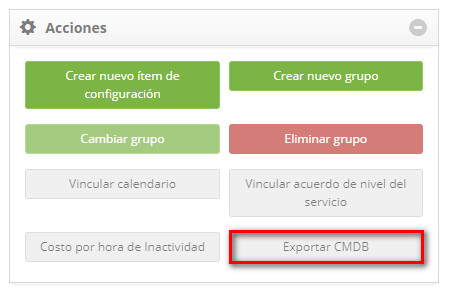 Acciones
Crear nuevo ítem de
configuración
Crear nuevo grupo
Cambiar grupo
Eliminar grupo
Vincular calendario
Vincular acuerdo de nivel del
servicio
Costo por hora de Inactividad
Exportar CMDB